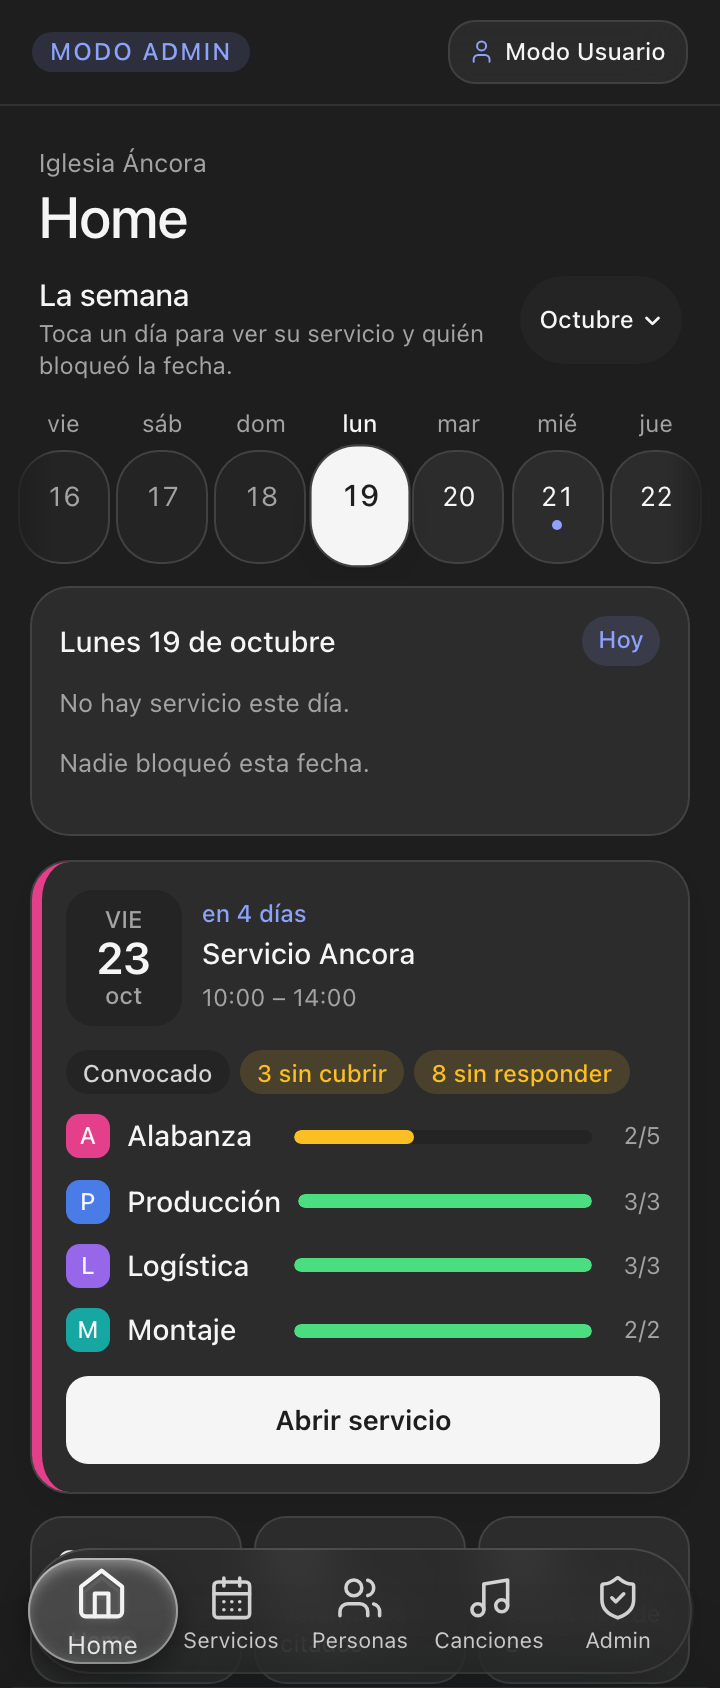 MODO ADMIN
Modo Usuario
Iglesia Áncora
Home
La semana
Toca un día para ver su servicio y quién
bloqueó la fecha.
Octubre
vie sáb dom lun mar mié jue
16 17 18 19 20 21 22
Lunes 19 de octubre
Hoy
No hay servicio este día.
Nadie bloqueó esta fecha.
VIE
23
oct
en 4 días
Servicio Ancora
10:00 – 14:00
Convocado
3 sin cubrir
8 sin responder
A Alabanza 2/5
P Producción 3/3
L Logística 3/3
M Montaje 2/2
Abrir servicio
Home
Servicios
Personas
Canciones
Admin